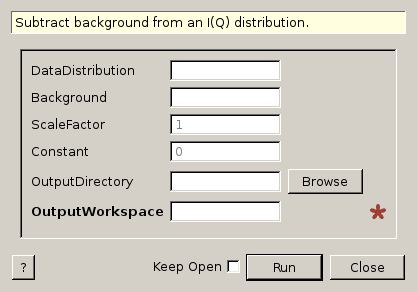 Subtract background from an I(Q) distribution.
DataDistribution
Background
ScaleFactor 1
Constant 0
OutputDirectory Browse
OutputWorkspace *
? Keep Open Run Close